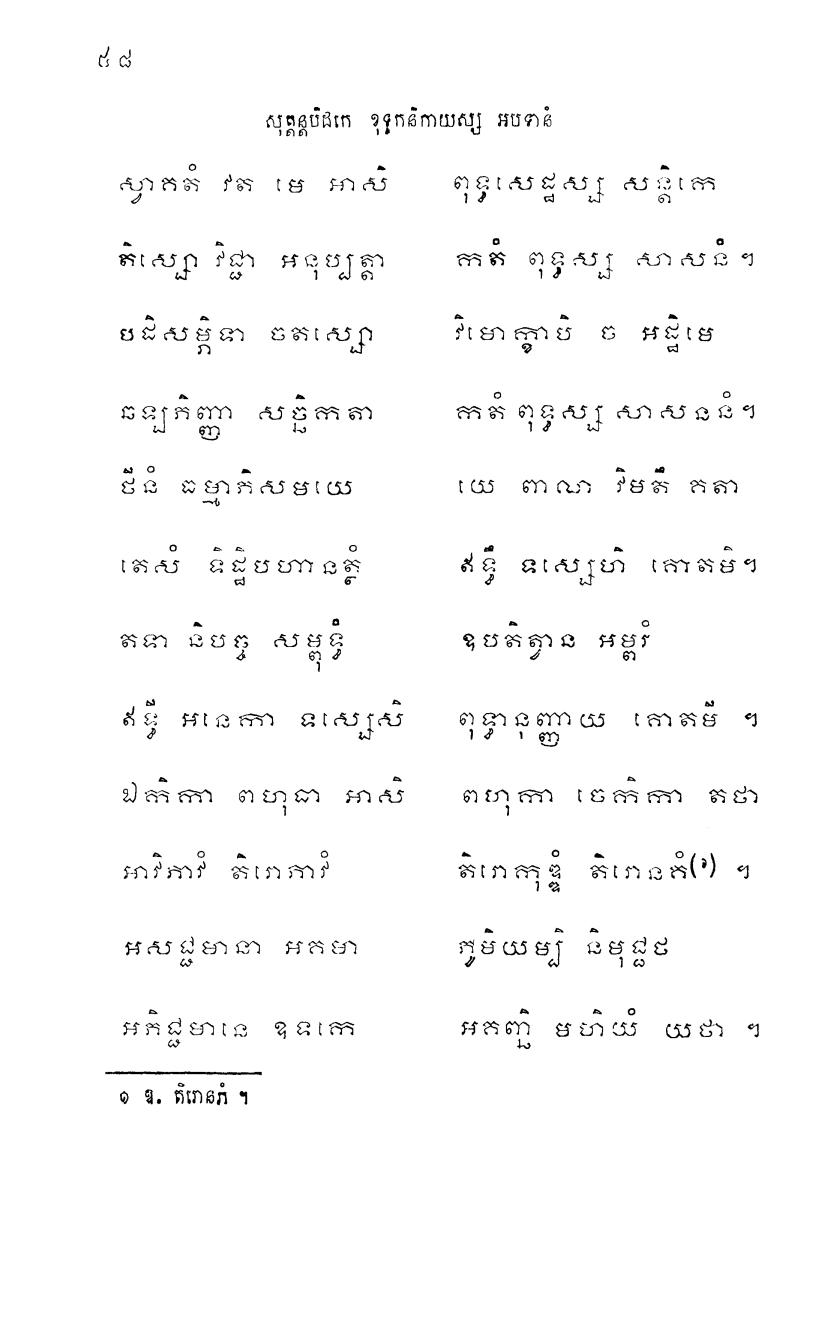 ៥៨
សុត្តន្តបិដកេ ខុទ្ទកនិកាយស្ស អបទានំ
ស្វាគតំ វត មេ អាសិ ពុទ្ធសេដ្ឋស្ស សន្តិកេ
តិស្សោ វិជ្ជា អនុប្បត្តា កតំ ពុទ្ធស្ស សាសនំ ។
បដិសម្ភិទា ចតស្សោ វិមោក្ខាបិ ច អដ្ឋិមេ
ឆឡភិញ្ញា សច្ឆិកតា កតំ ពុទ្ធស្ស សាសននំ ។
ថីនំ ធម្មាភិសមយេ យេ ពាលា វិមតឹ គតា
តេសំ ទិដ្ឋិបហានត្ថំ ឥទ្ធឹ ទស្សេហិ គោតមិ ។
តទា និបច្ច សម្ពុទ្ធំ ឧបតិត្វាន អម្ពរំ
ឥទ្ធី អនេកា ទស្សេសិ ពុទ្ធានុញ្ញាយ គោតមី ។
ឯកិកា ពហុធា អាសិ ពហុកា ចេកិកា តថា
អាវិភាវំ តិរោភាវំ តិរោកុឌ្ឌំ តិរោនគំ(១) ។
អសជ្ជមានា អគមា ភូមិយម្បិ និមុជ្ជថ
អភិជ្ជមានេ ឧទកេ អគញ្ឆិ មហិយំ យថា ។
១ ឱ. តិរោនភំ ។